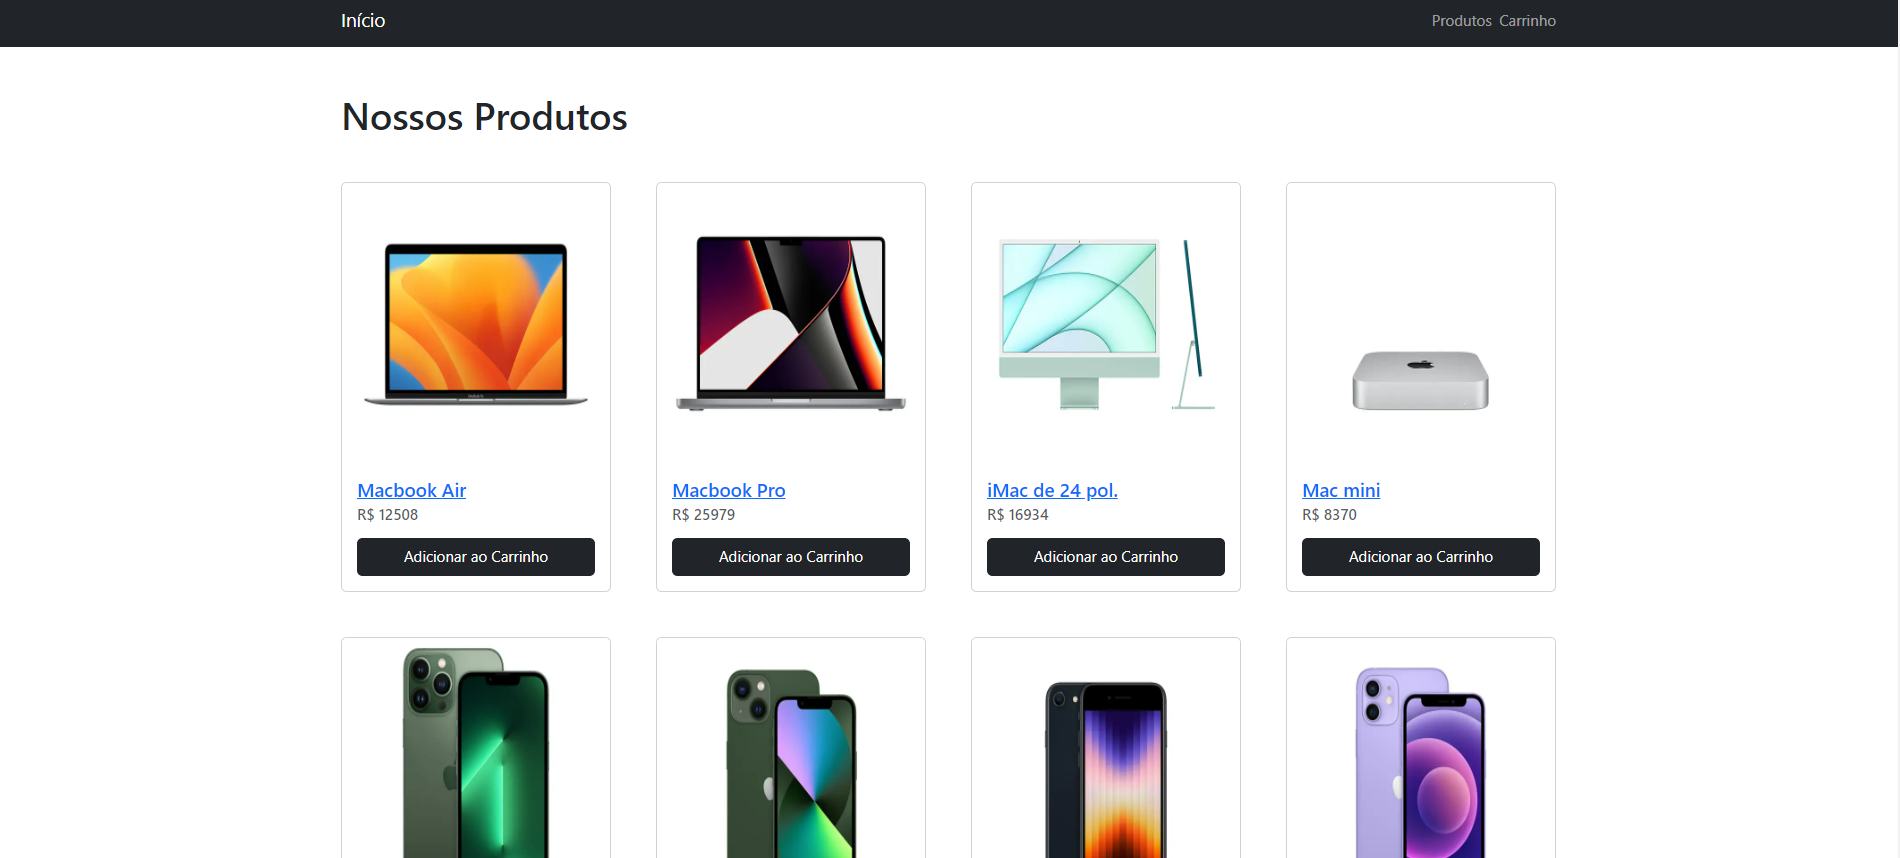 Início
Produtos Carrinho
Nossos Produtos
Macbook Air
R$ 12508
Adicionar ao Carrinho
Macbook Pro
R$ 25979
Adicionar ao Carrinho
iMac de 24 pol.
R$ 16934
Adicionar ao Carrinho
Mac mini
R$ 8370
Adicionar ao Carrinho